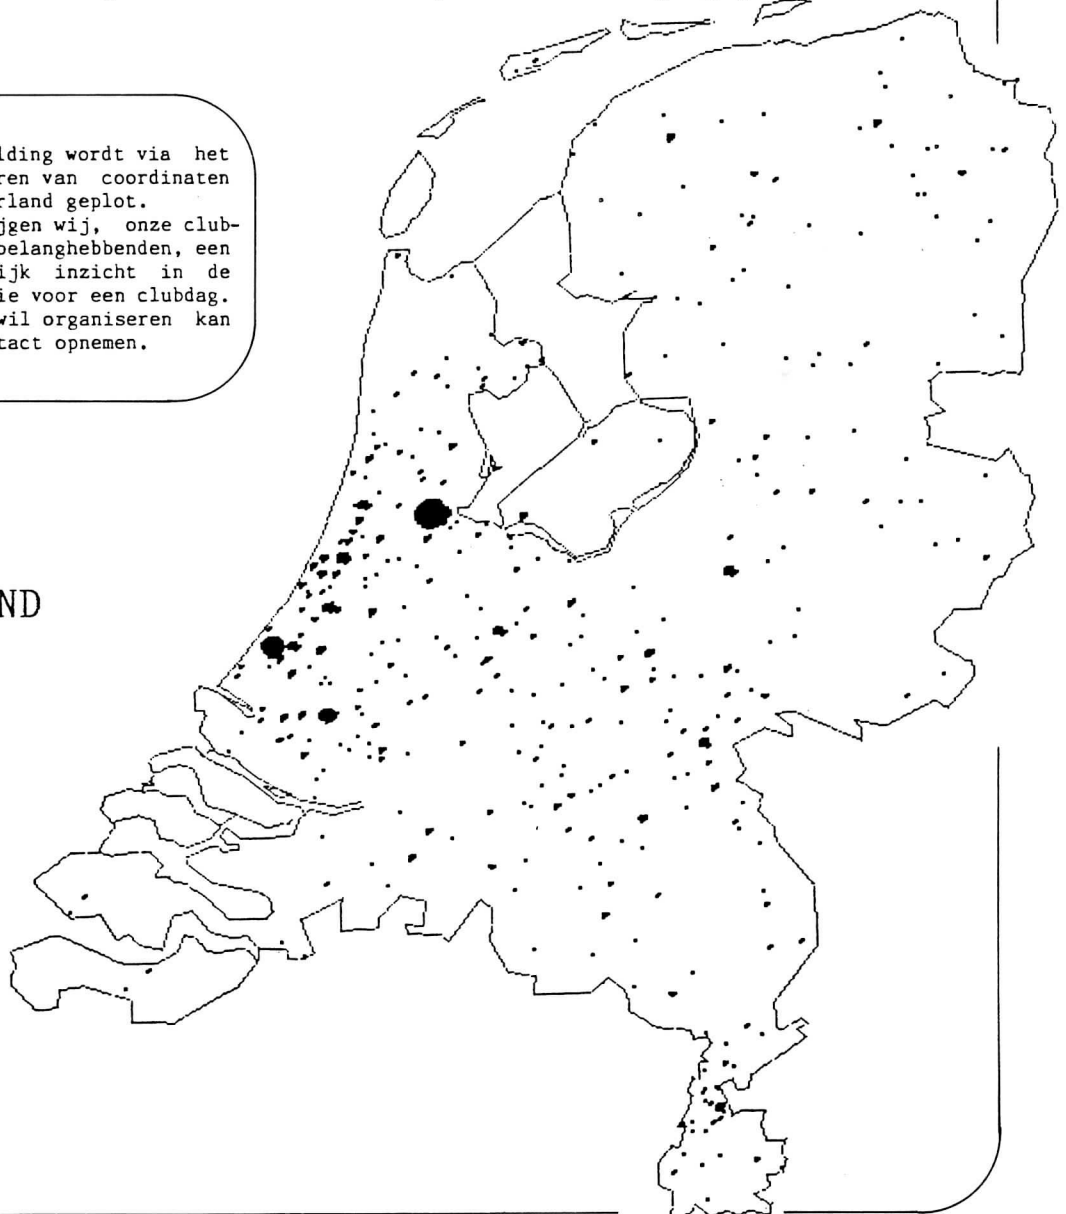 lding wordt via het
ren van coordinaten
rland geplot.
jgen wij, onze club-
belanghebbenden, een
ijk inzicht in de
ie voor een clubdag.
wil organiseren kan
tact opnemen.
ND